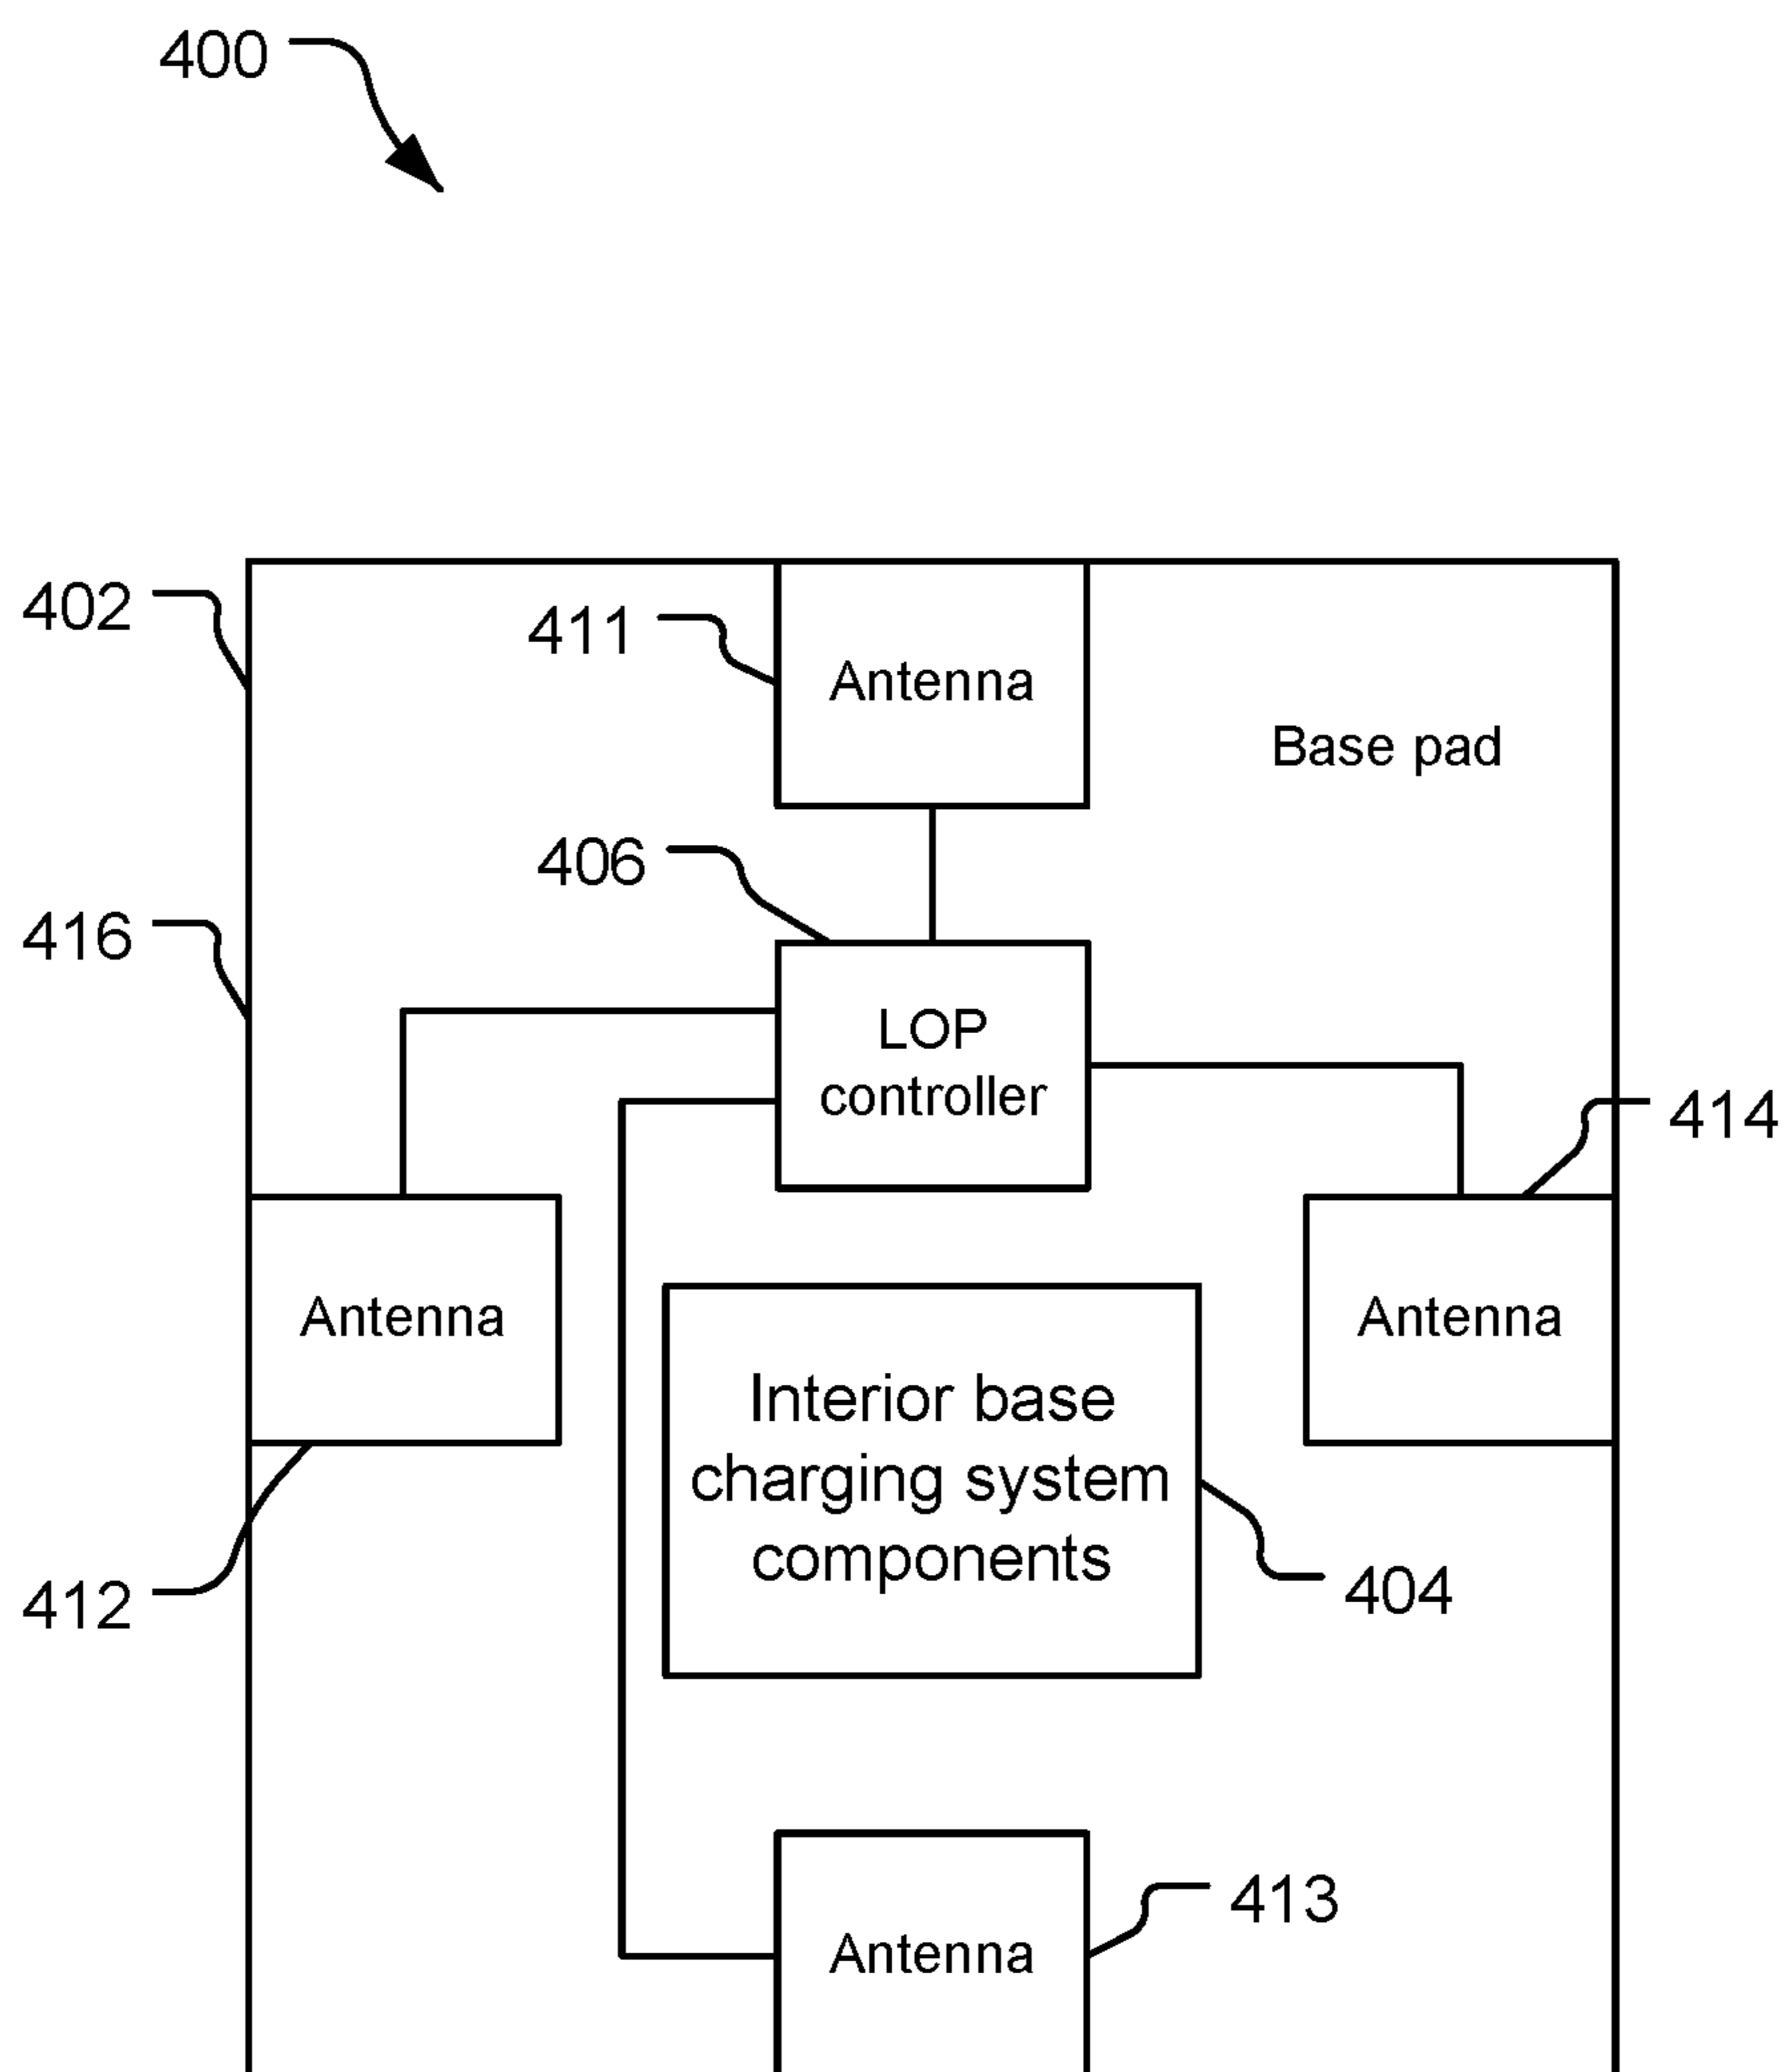 400
402
411
Antenna
Base pad
406
416
LOP
controller
414
Antenna
Antenna
Interior base
charging system
components
404
412
413
Antenna